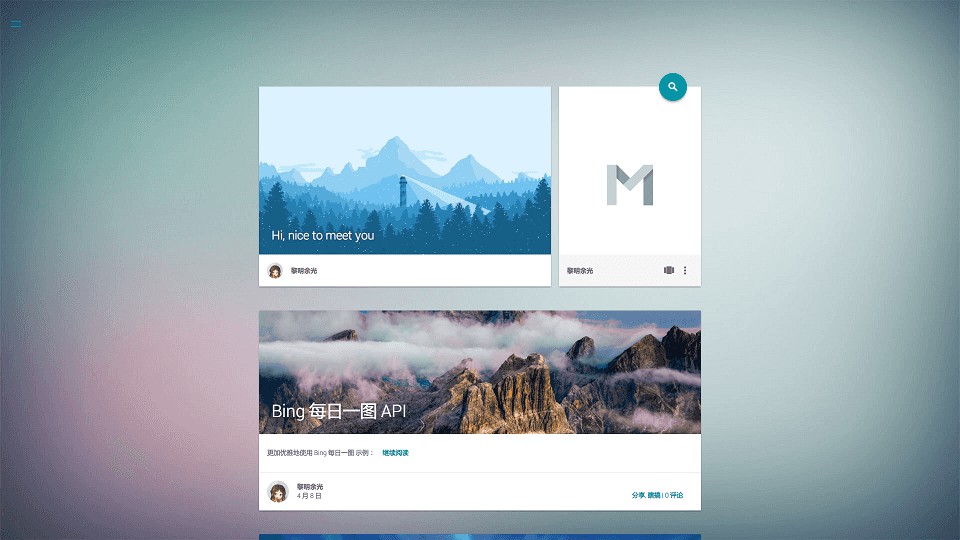 Hi, nice to meet you
黎明余光
M
黎明余光
Bing 每日一图 API
更加优雅地使用 Bing 每日一图 示例： 继续阅读
黎明余光
4 月 8 日
分享, 瞎搞 | 0 评论